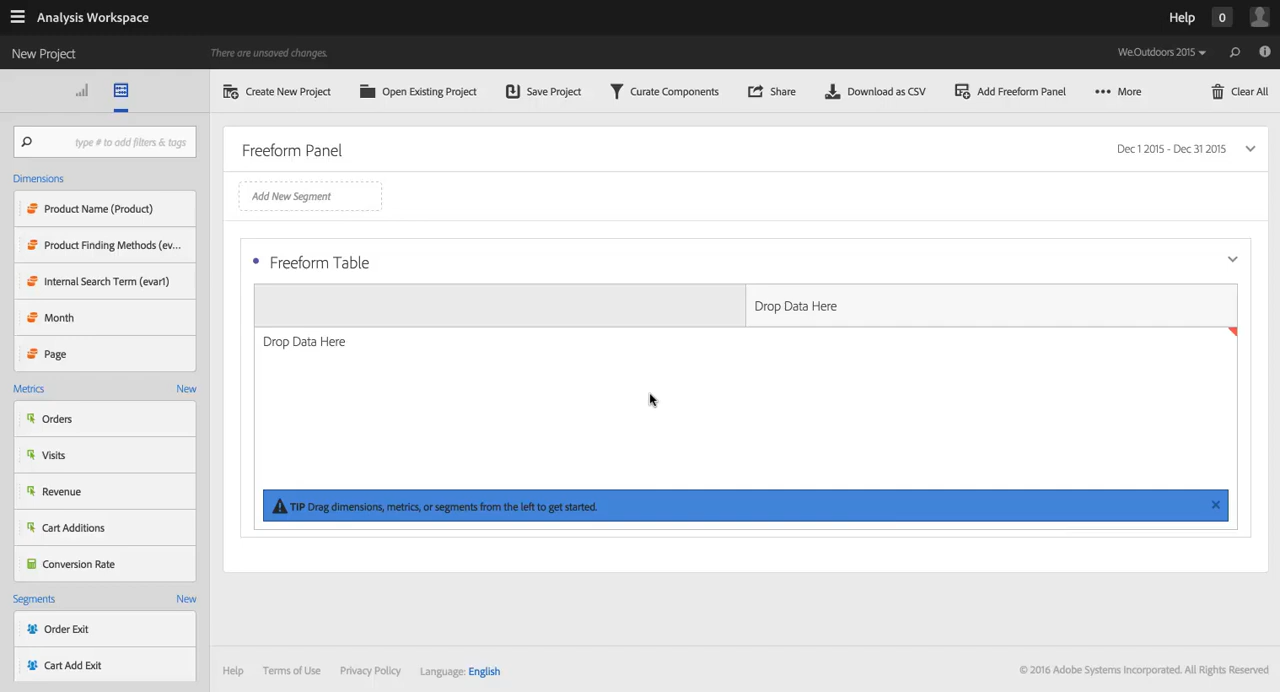 Analysis Workspace
Help
0
New Project
There are unsaved changes.
We.Outdoors 2015
Create New Project
Open Existing Project
Save Project
Curate Components
Share
Download as CSV
Add Freeform Panel
More
Clear All
type # to add filters & tags
Dimensions
Product Name (Product)
Product Finding Methods (ev...
Internal Search Term (evar1)
Month
Page
Metrics
New
Orders
Visits
Revenue
Cart Additions
Conversion Rate
Segments
New
Order Exit
Cart Add Exit
Freeform Panel
Dec 1 2015 - Dec 31 2015
Add New Segment
Freeform Table
Drop Data Here
Drop Data Here
TIP Drag dimensions, metrics, or segments from the left to get started.
Help
Terms of Use
Privacy Policy
Language: English
© 2016 Adobe Systems Incorporated. All Rights Reserved